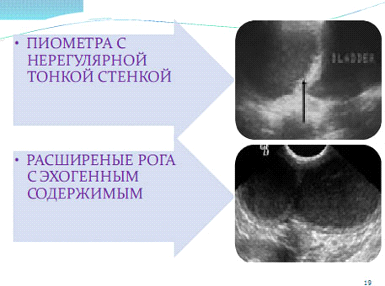 • ПИОМЕТРА С
НЕРЕГУЛЯРНОЙ
ТОНКОЙ СТЕНКОЙ
BLADDER
• РАСШИРЕНЫЕ РОГА
С ЭХОГЕННЫМ
СОДЕРЖИМЫМ
19